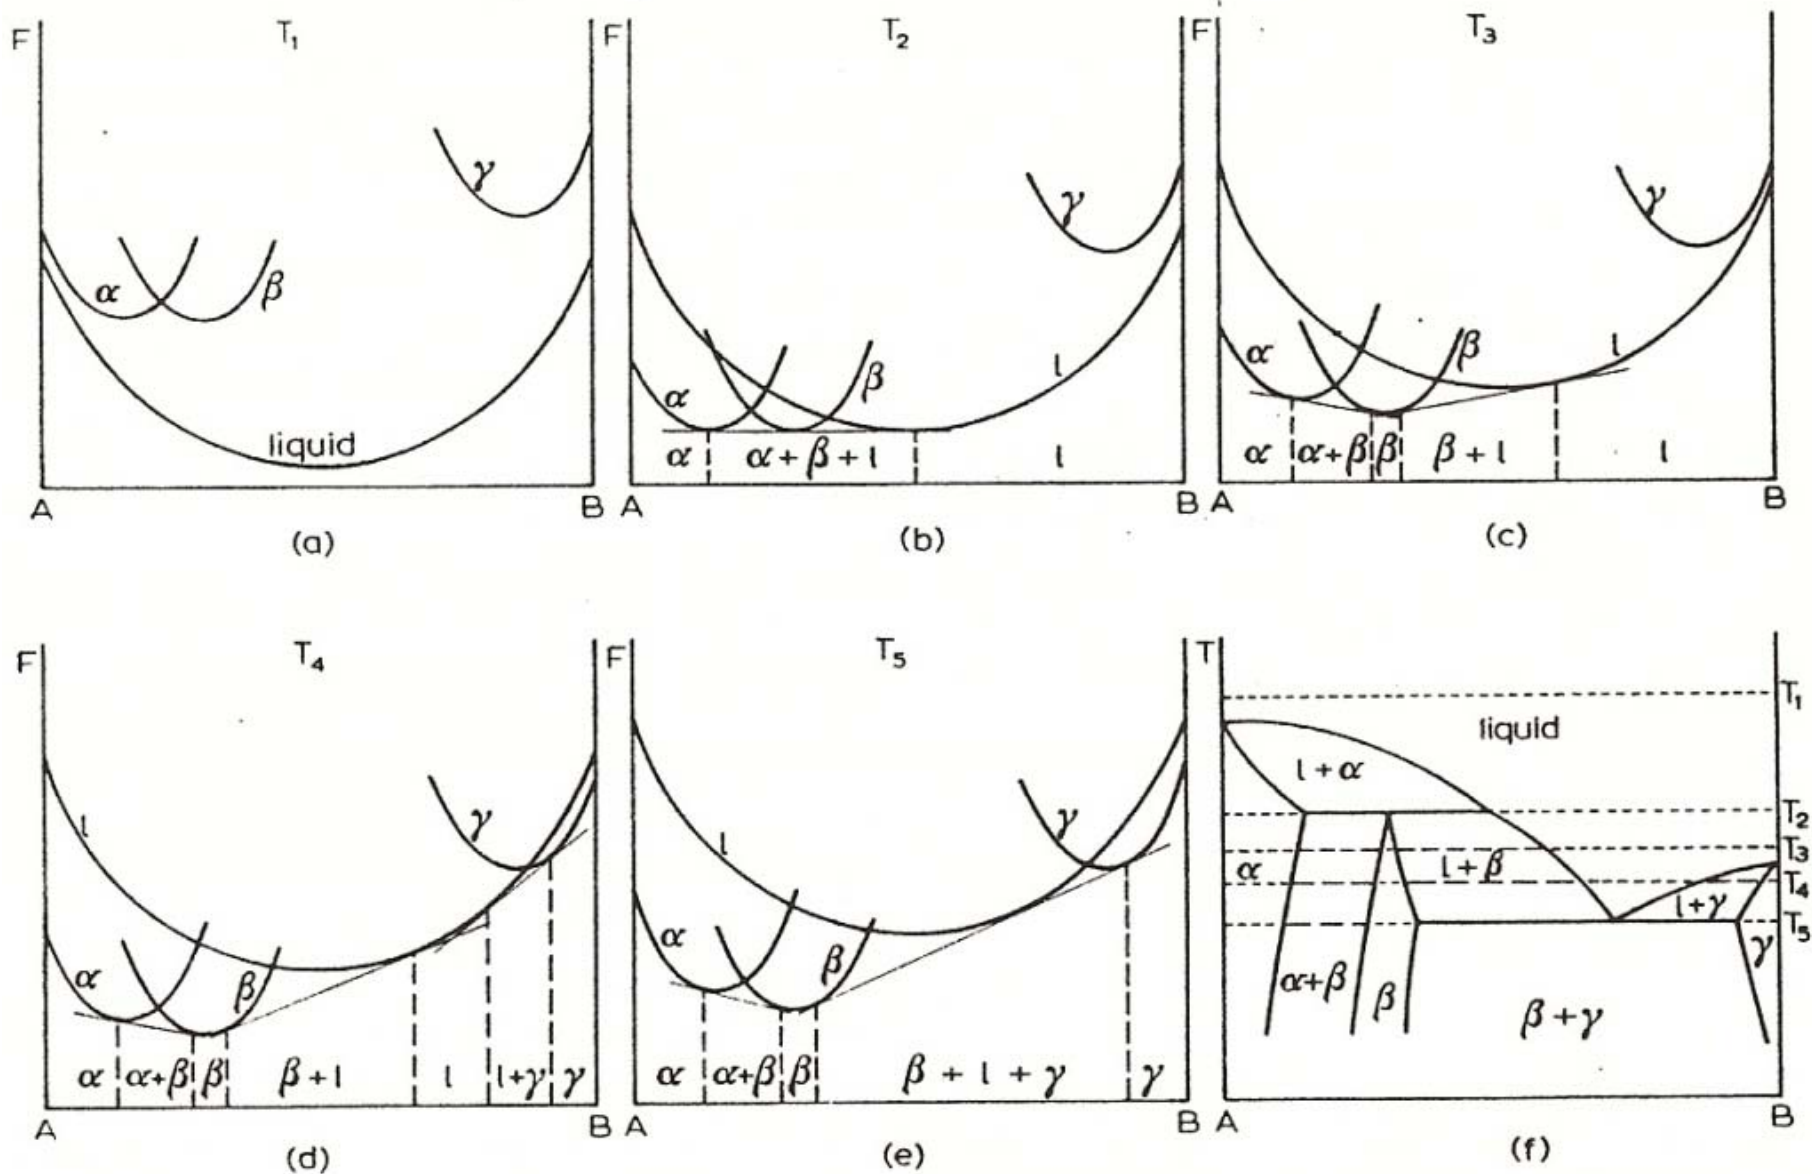 F T₁
α β γ
liquid
A B
(a)
F T₂
γ
α β l
α α + β + l l
A B
(b)
F T₃
γ
α β l
α α+β β β + l l
A B
(c)
F T₄
l γ
α β
α α+β β β+l l l+γ γ
A B
(d)
F T₅
l γ
α β
α α+β β β + l + γ γ
A B
(e)
T
T₁
liquid
l + α
T₂
T₃
α l + β
T₄
l+γ
T₅
γ
α+β β β + γ
A B
(f)